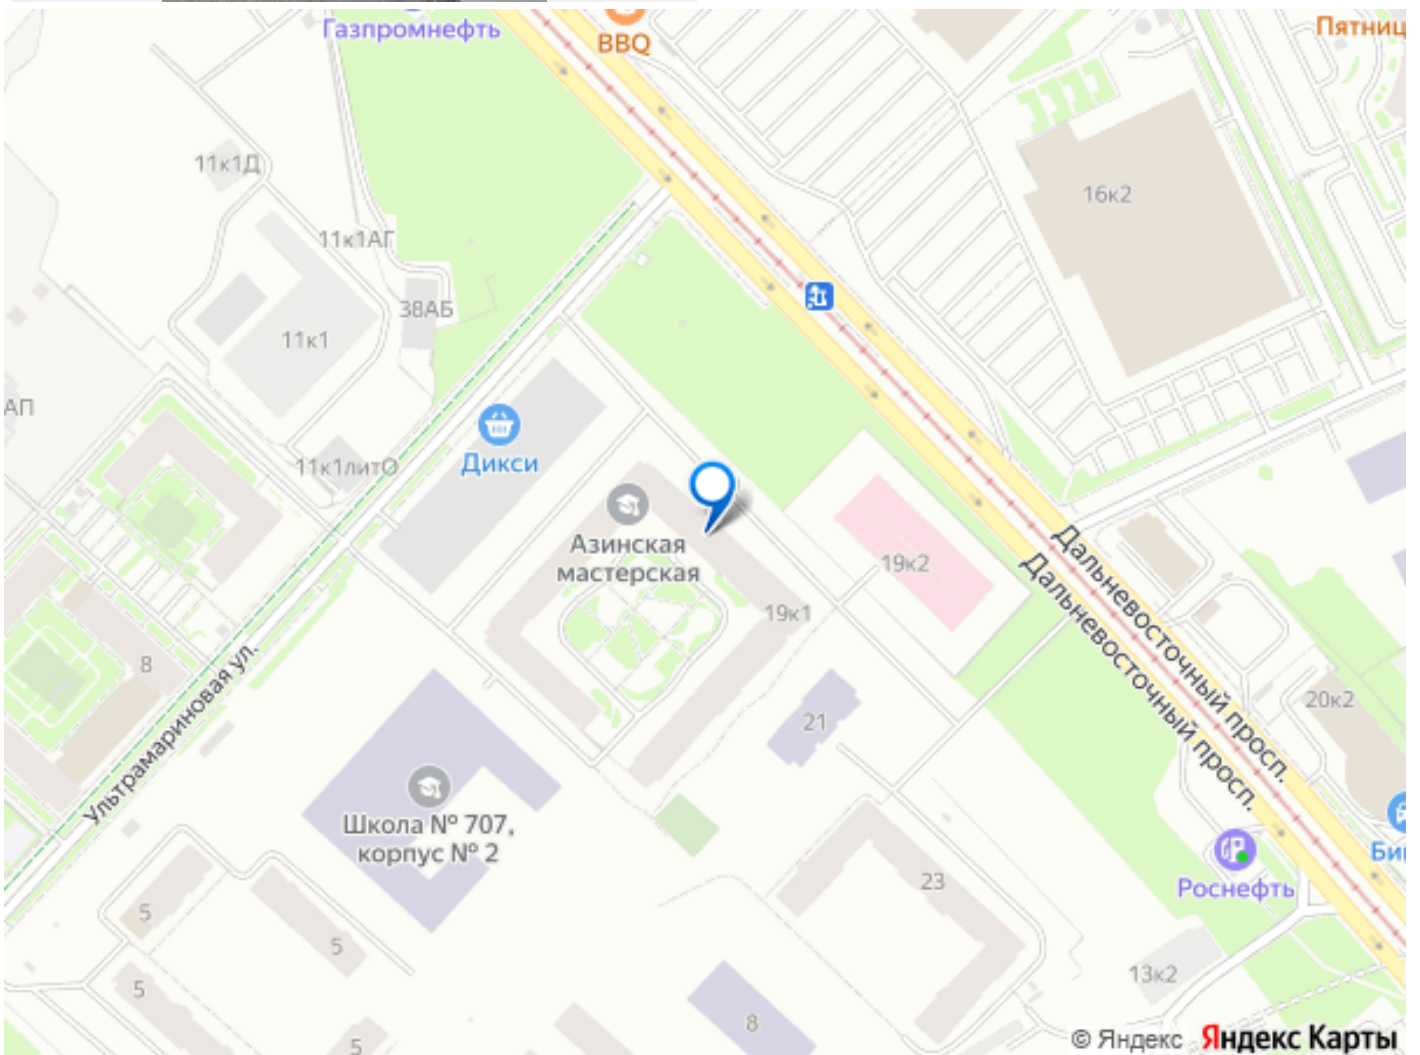 Газпромнефть
BBQ
Пятниц
11к1Д
16к2
11к1АГ
38АБ
11к1
АП
11к1литО
Дикси
Азинская
мастерская
19к2
19к1
Дальневосточный просп.
Дальневосточный просп.
8
Ультрамариновая ул.
21
20к2
Школа № 707,
корпус № 2
Би
Роснефть
23
5
5
13к2
5
8
5
© Яндекс Яндекс Карты